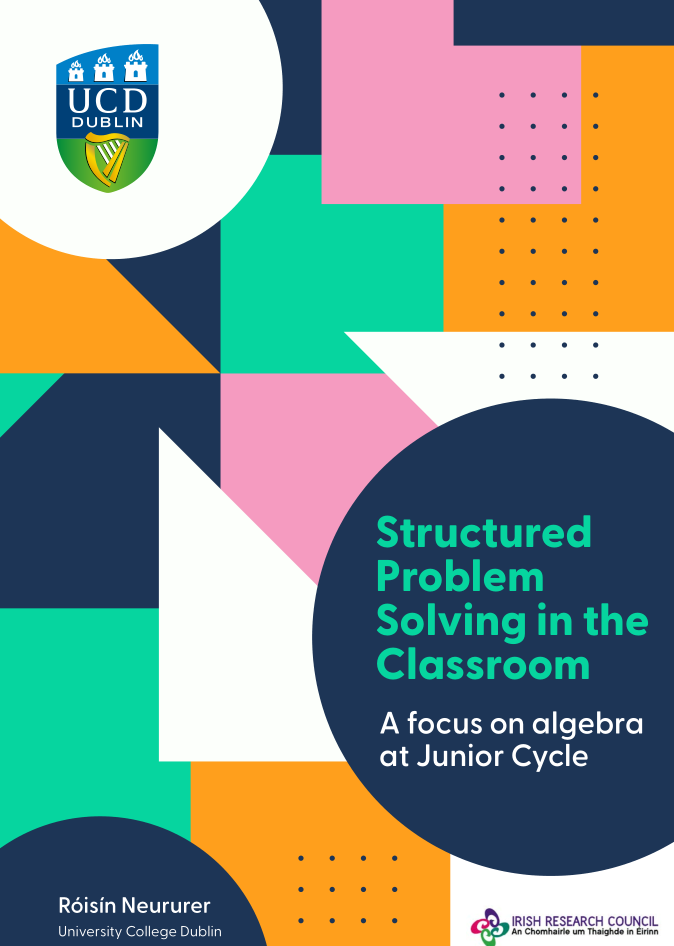 UCD
DUBLIN
Structured
Problem
Solving in the
Classroom
A focus on algebra
at Junior Cycle
Róisín Neururer
University College Dublin
IRISH RESEARCH COUNCIL
An Chomhairle um Thaighde in Éirinn